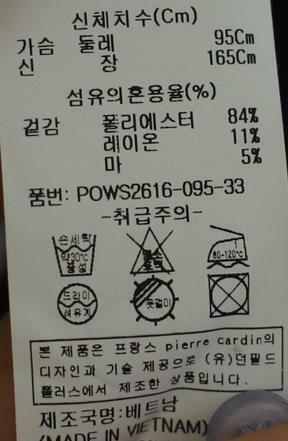 신체치수(Cm)
가슴 둘레 95Cm
신 장 165Cm
섬유의혼용율(%)
겉감 폴리에스터 84%
레이온 11%
마 5%
품번: POWS2616-095-33
-취급주의-
손세탁
약30℃
중성
염소
표백
80-120℃
드라이
석유계
옷걸이
본 제품은 프랑스 pierre cardin의
디자인과 기술 제공으로 (유)던필드
플러스에서 제조한 상품입니다.
제조국명:베트남
(MADE IN VIETNAM)